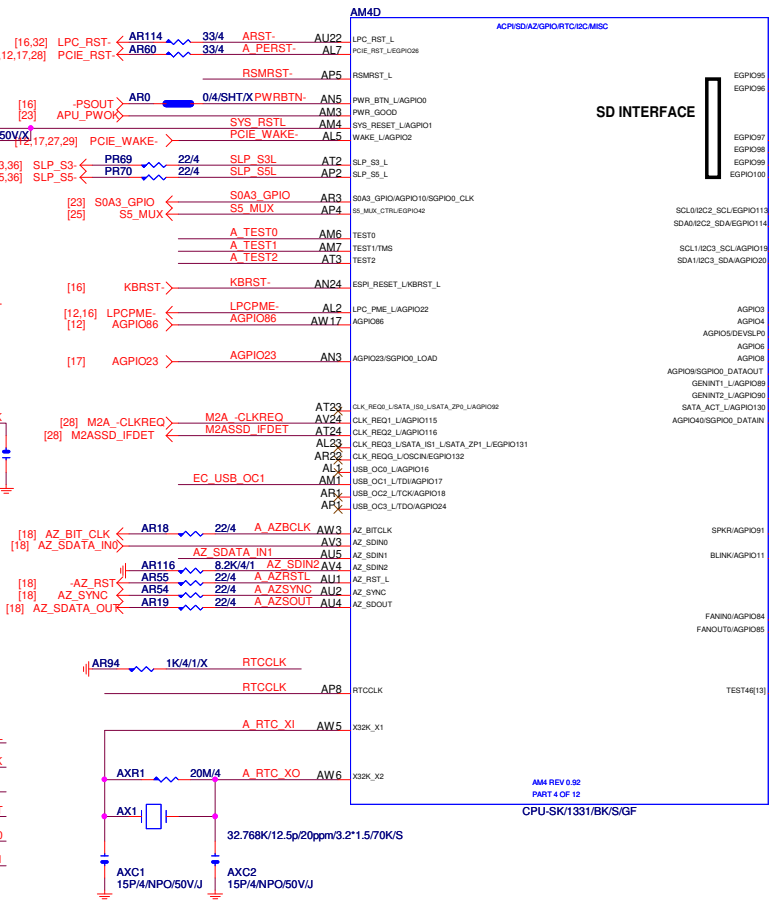 AM4D
ACPI/SD/AZ/GPIO/RTC/I2C/MISC
[16,32] LPC_RST- AR114 33/4 ARST- AU22 LPC_RST_L
12,17,28] PCIE_RST- AR60 33/4 A_PERST- AL7 PCIE_RST_L/EGPIO26
RSMRST- AP5 RSMRST_L EGPIO95
EGPIO96
[16] -PSOUT AR0 0/4/SHT/X PWRBTN- AN5 PWR_BTN_L/AGPIO0
SD INTERFACE
[23] APU_PWOK AM3 PWR_GOOD
50V/X SYS_RSTL AM4 SYS_RESET_L/AGPIO1
[12,17,27,29] PCIE_WAKE- PCIE_WAKE- AL5 WAKE_L/AGPIO2 EGPIO97
EGPIO98
3,36] SLP_S3- PR69 22/4 SLP_S3L AT2 SLP_S3_L EGPIO99
5,36] SLP_S5- PR70 22/4 SLP_S5L AP2 SLP_S5_L EGPIO100
[23] S0A3_GPIO S0A3_GPIO AR3 S0A3_GPIO/AGPIO10/SGPIO0_CLK
[25] S5_MUX S5_MUX AP4 S5_MUX_CTRL/EGPIO42 SCL0/I2C2_SCL/EGPIO113
SDA0/I2C2_SDA/EGPIO114
A_TEST0 AM6 TEST0
A_TEST1 AM7 TEST1/TMS SCL1/I2C3_SCL/AGPIO19
A_TEST2 AT3 TEST2 SDA1/I2C3_SDA/AGPIO20
[16] KBRST- KBRST- AN24 ESPI_RESET_L/KBRST_L
[12,16] LPCPME- LPCPME- AL2 LPC_PME_L/AGPIO22 AGPIO3
[12] AGPIO86 AGPIO86 AW17 AGPIO86 AGPIO4
AGPIO5/DEVSLP0
AGPIO6
[17] AGPIO23 AGPIO23 AN3 AGPIO23/SGPIO0_LOAD AGPIO8
AGPIO9/SGPIO0_DATAOUT
GENINT1_L/AGPIO89
GENINT2_L/AGPIO90
AT23 CLK_REQ0_L/SATA_IS0_L/SATA_ZP0_L/AGPIO92 SATA_ACT_L/AGPIO130
[28] M2A_-CLKREQ M2A_-CLKREQ AV24 CLK_REQ1_L/AGPIO115 AGPIO40/SGPIO0_DATAIN
[28] M2ASSD_IFDET M2ASSD_IFDET AT24 CLK_REQ2_L/AGPIO116
AL23 CLK_REQ3_L/SATA_IS1_L/SATA_ZP1_L/EGPIO131
AR22 CLK_REQG_L/OSCIN/EGPIO132
AL1 USB_OC0_L/AGPIO16
EC_USB_OC1 AM1 USB_OC1_L/TDI/AGPIO17
AR1 USB_OC2_L/TCK/AGPIO18
AP1 USB_OC3_L/TDO/AGPIO24
[18] AZ_BIT_CLK AR18 22/4 A_AZBCLK AW3 AZ_BITCLK SPKR/AGPIO91
[18] AZ_SDATA_IN0 AV3 AZ_SDIN0
AZ_SDATA_IN1 AU5 AZ_SDIN1 BLINK/AGPIO11
AR116 8.2K/4/1 AZ_SDIN2 AV4 AZ_SDIN2
[18] -AZ_RST AR55 22/4 A_AZRSTL AU1 AZ_RST_L
[18] AZ_SYNC AR54 22/4 A_AZSYNC AU2 AZ_SYNC
[18] AZ_SDATA_OUT AR19 22/4 A_AZSOUT AU4 AZ_SDOUT
FANIN0/AGPIO84
FANOUT0/AGPIO85
AR94 1K/4/1/X RTCCLK
RTCCLK AP8 RTCCLK TEST46[13]
A_RTC_XI AW5 X32K_X1
AXR1 20M/4 A_RTC_XO AW6 X32K_X2
AM4 REV 0.92
PART 4 OF 12
AX1 CPU-SK/1331/BK/S/GF
32.768K/12.5p/20ppm/3.2*1.5/70K/S
AXC1 AXC2
15P/4/NPO/50V/J 15P/4/NPO/50V/J